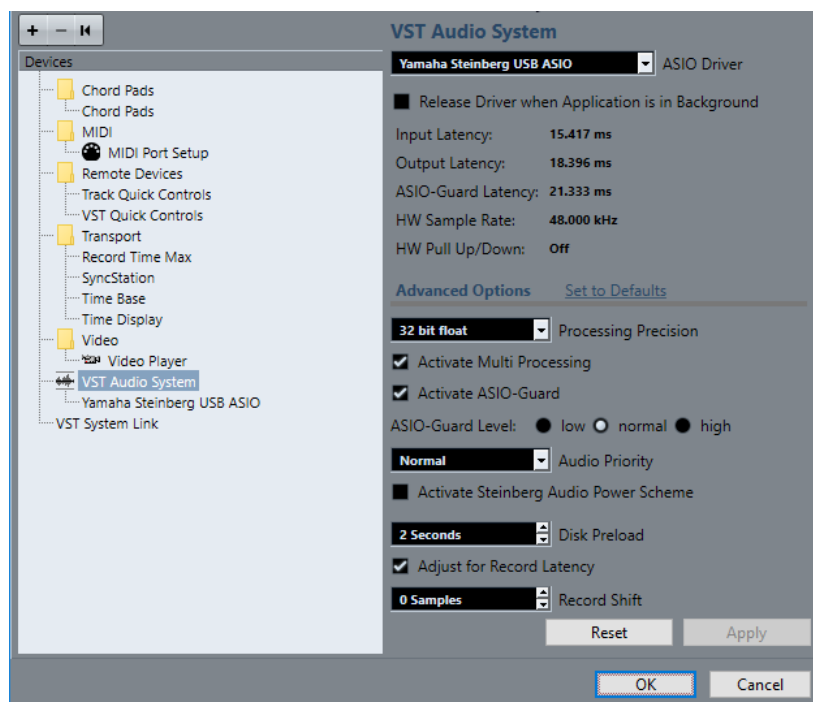 Devices
Chord Pads
Chord Pads
MIDI
MIDI Port Setup
Remote Devices
Track Quick Controls
VST Quick Controls
Transport
Record Time Max
SyncStation
Time Base
Time Display
Video
Video Player
VST Audio System
Yamaha Steinberg USB ASIO
VST System Link
VST Audio System
Yamaha Steinberg USB ASIO ASIO Driver
Release Driver when Application is in Background
Input Latency: 15.417 ms
Output Latency: 18.396 ms
ASIO-Guard Latency: 21.333 ms
HW Sample Rate: 48.000 kHz
HW Pull Up/Down: Off
Advanced Options Set to Defaults
32 bit float Processing Precision
Activate Multi Processing
Activate ASIO-Guard
ASIO-Guard Level: low normal high
Normal Audio Priority
Activate Steinberg Audio Power Scheme
2 Seconds Disk Preload
Adjust for Record Latency
0 Samples Record Shift
Reset Apply
OK Cancel